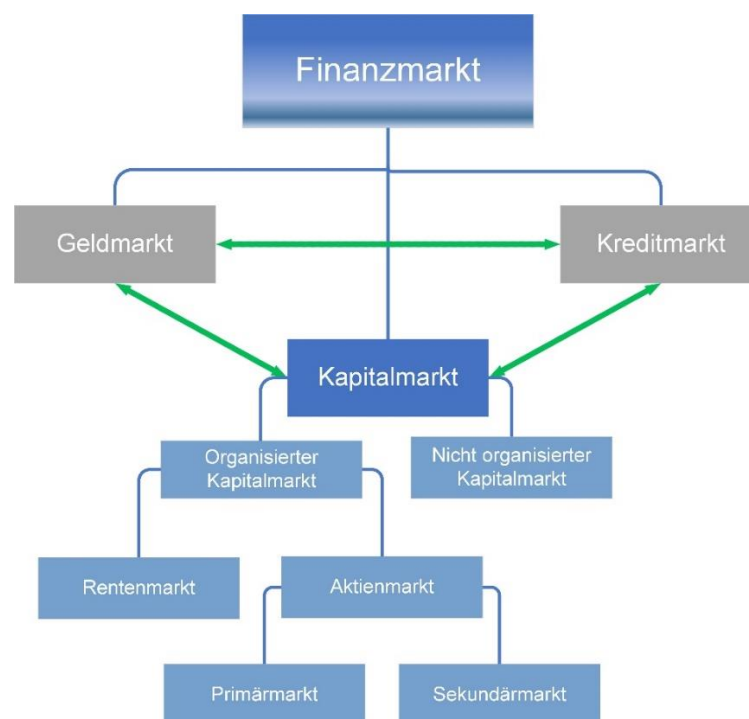 Finanzmarkt
Geldmarkt
Kreditmarkt
Kapitalmarkt
Organisierter
Kapitalmarkt
Nicht organisierter
Kapitalmarkt
Rentenmarkt
Aktienmarkt
Primärmarkt
Sekundärmarkt